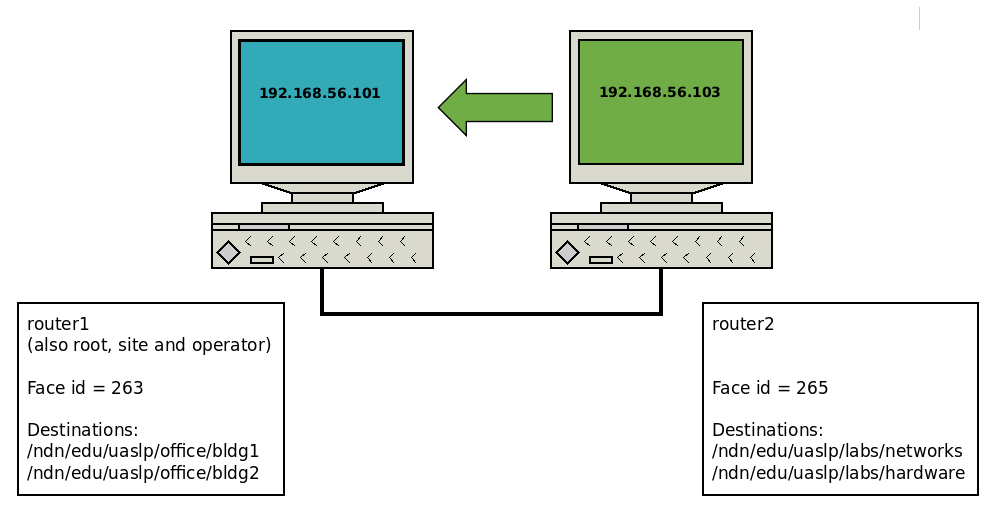 192.168.56.101
192.168.56.103
router1
(also root, site and operator)
Face id = 263
Destinations:
/ndn/edu/uaslp/office/bldg1
/ndn/edu/uaslp/office/bldg2
router2
Face id = 265
Destinations:
/ndn/edu/uaslp/labs/networks
/ndn/edu/uaslp/labs/hardware